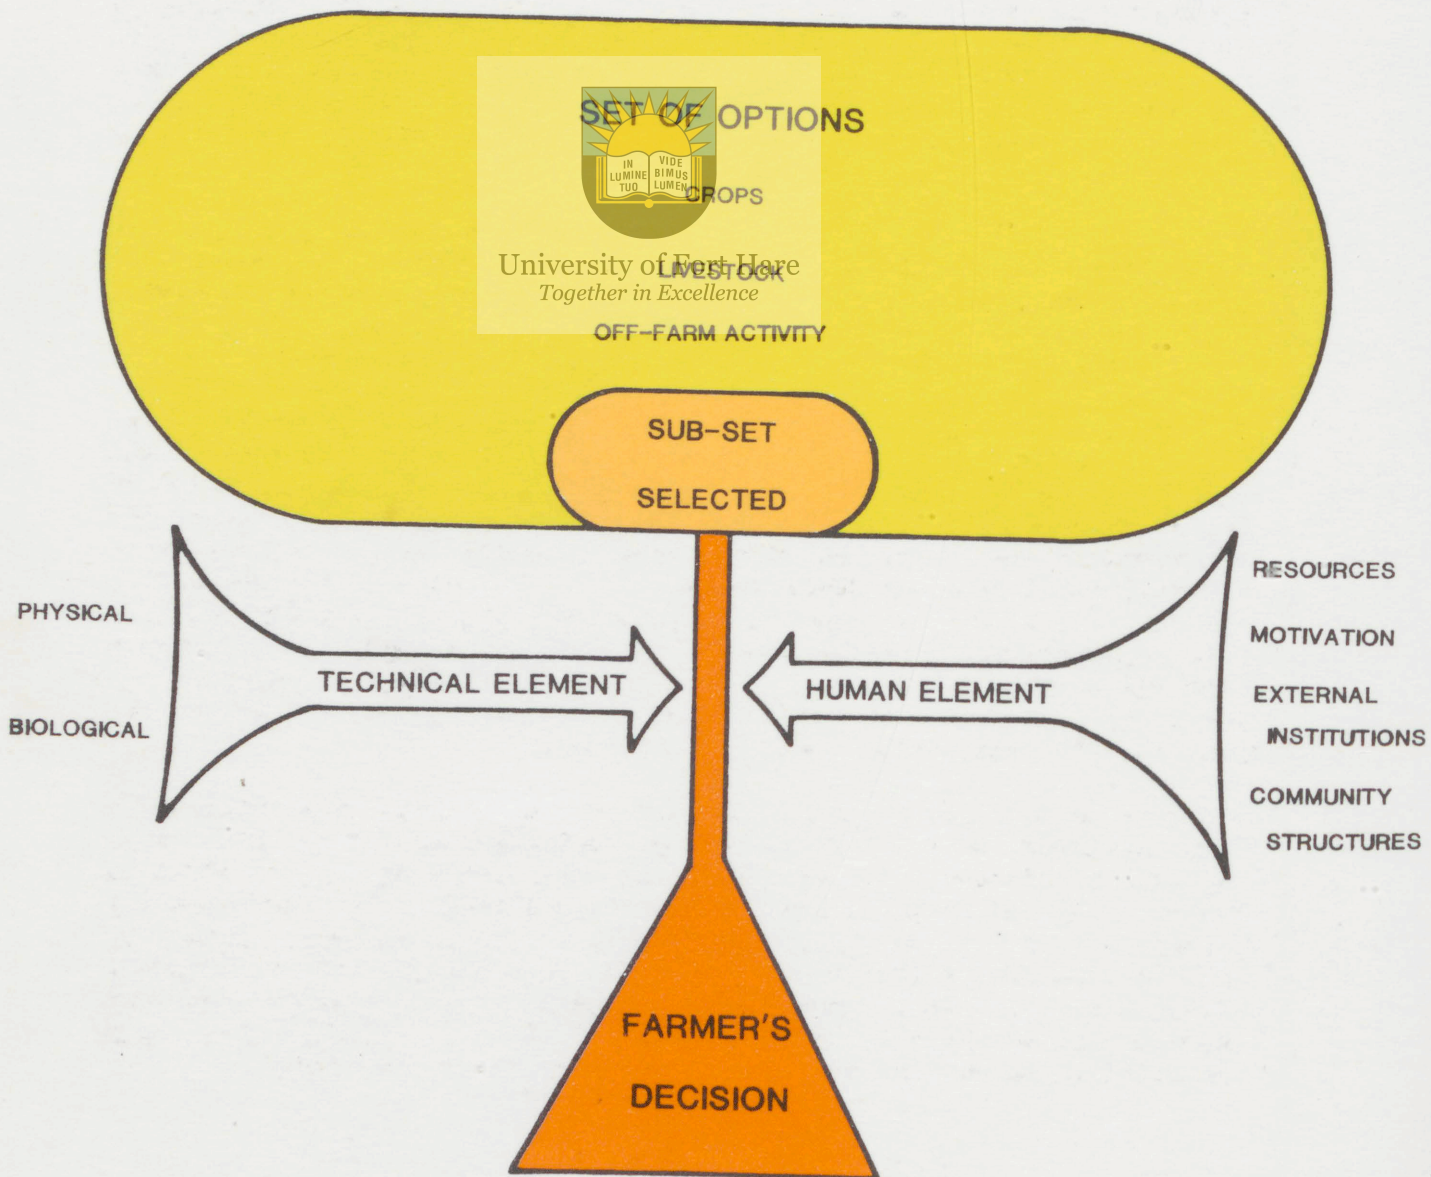 SET OF OPTIONS
IN
LUMINE
TUO
VIDE
BIMUS
LUMEN
CROPS
University of Fort Hare
LIVESTOCK
Together in Excellence
OFF-FARM ACTIVITY
SUB-SET
SELECTED
PHYSICAL
BIOLOGICAL
TECHNICAL ELEMENT
HUMAN ELEMENT
RESOURCES
MOTIVATION
EXTERNAL
INSTITUTIONS
COMMUNITY
STRUCTURES
FARMER'S
DECISION